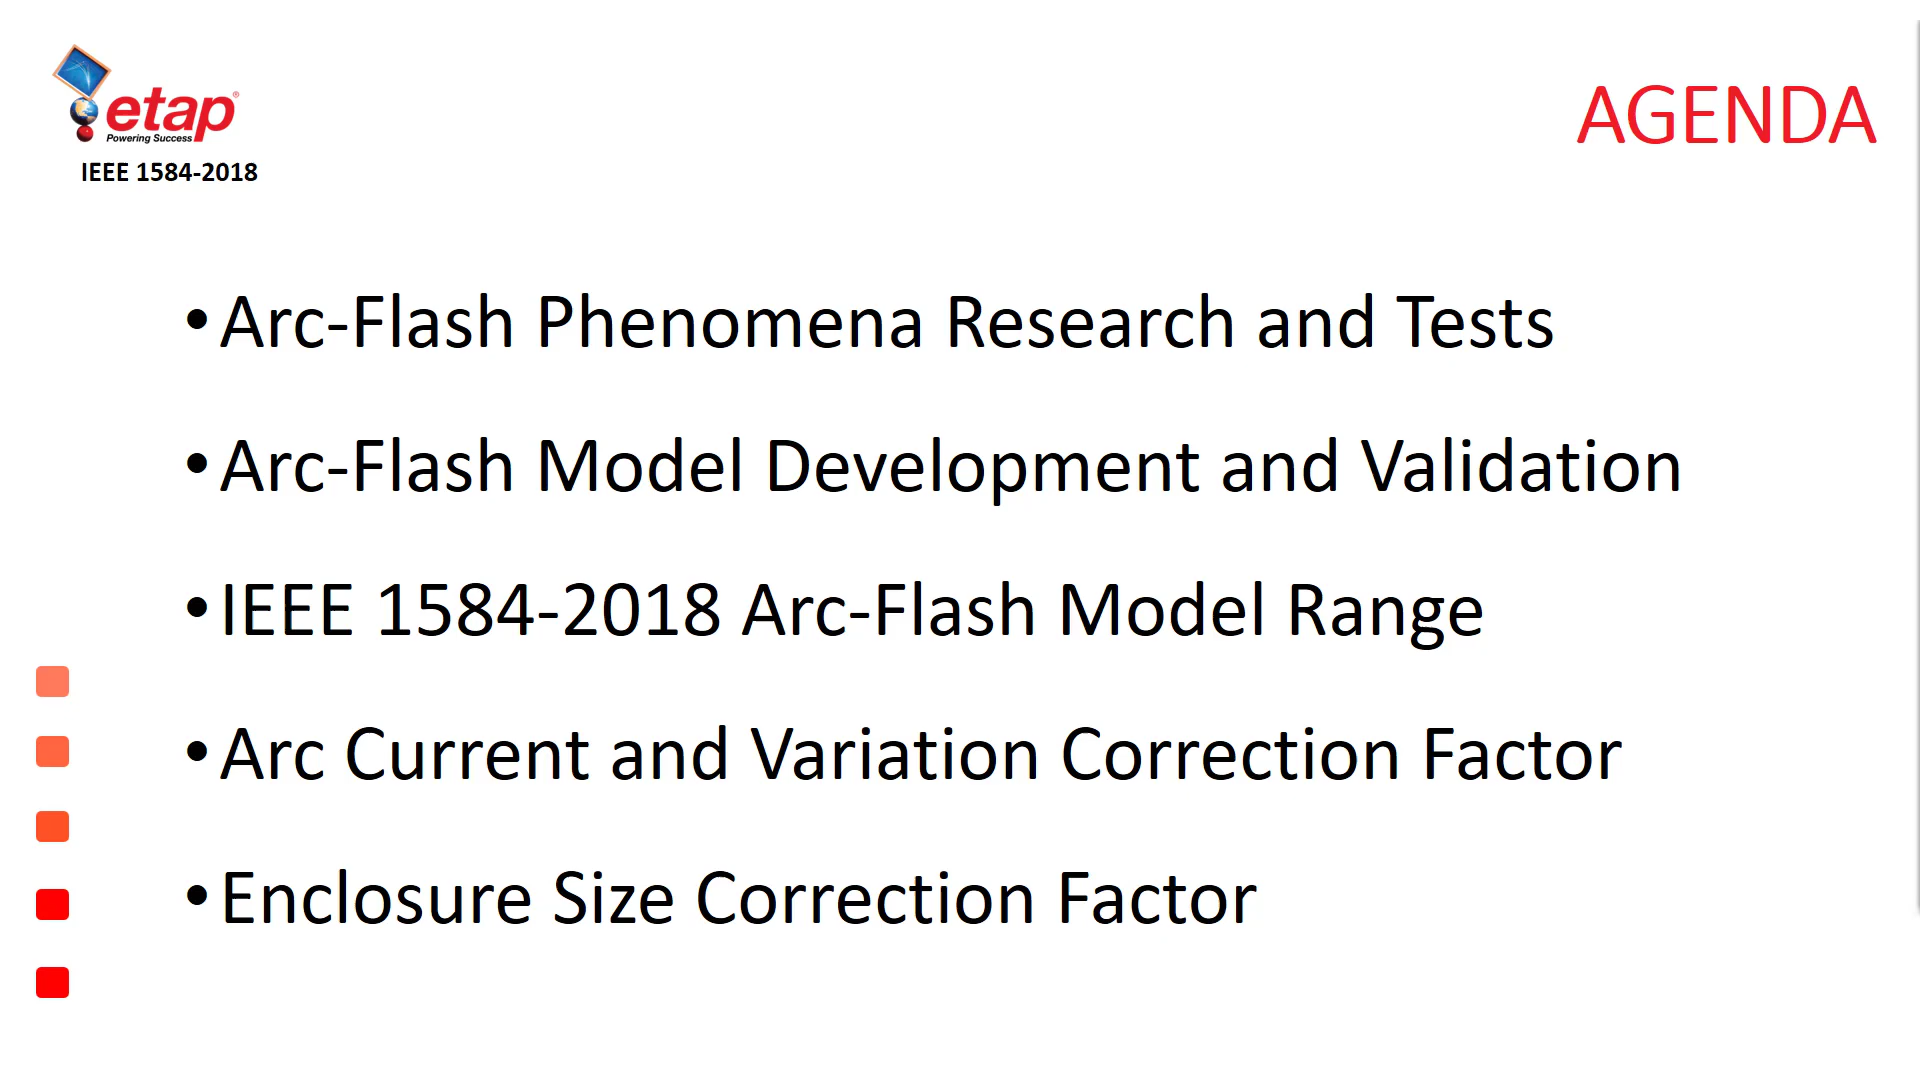 etap®
Powering Success
IEEE 1584-2018
AGENDA
•Arc-Flash Phenomena Research and Tests
•Arc-Flash Model Development and Validation
•IEEE 1584-2018 Arc-Flash Model Range
•Arc Current and Variation Correction Factor
•Enclosure Size Correction Factor